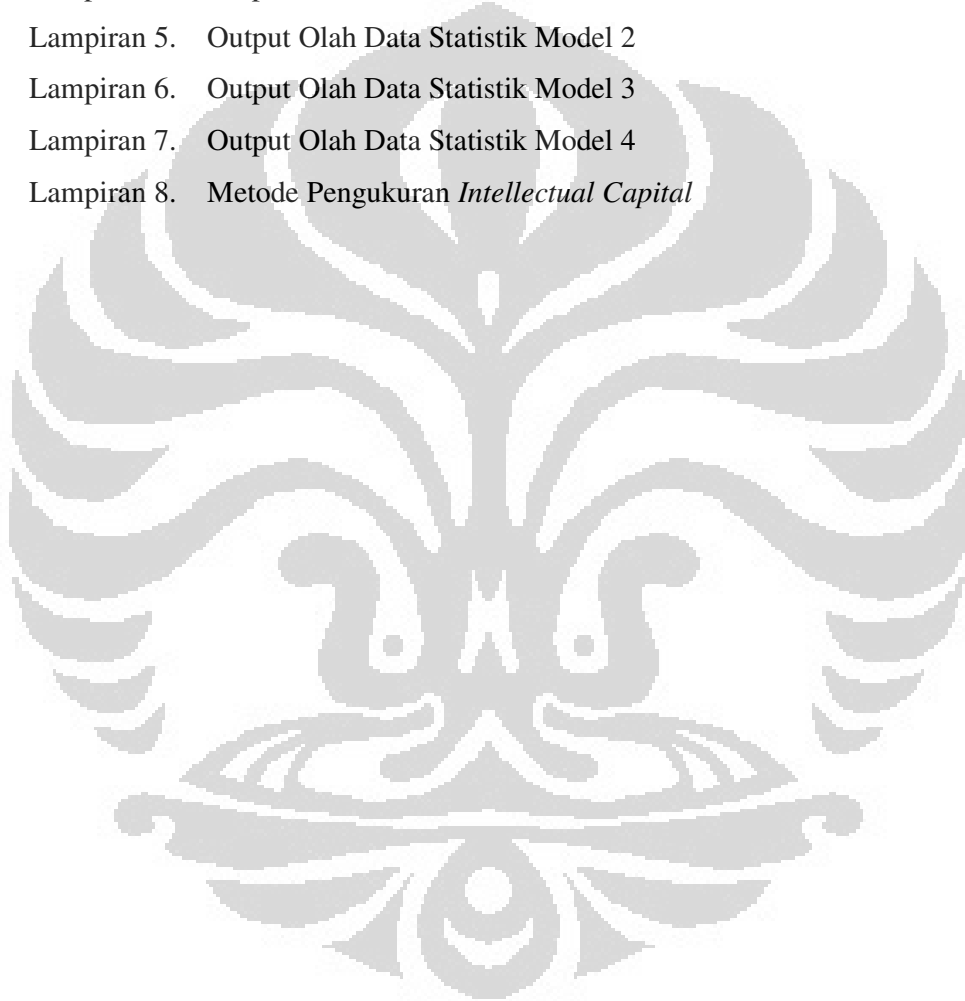 Lampiran 5. Output Olah Data Statistik Model 2
Lampiran 6. Output Olah Data Statistik Model 3
Lampiran 7. Output Olah Data Statistik Model 4
Lampiran 8. Metode Pengukuran Intellectual Capital